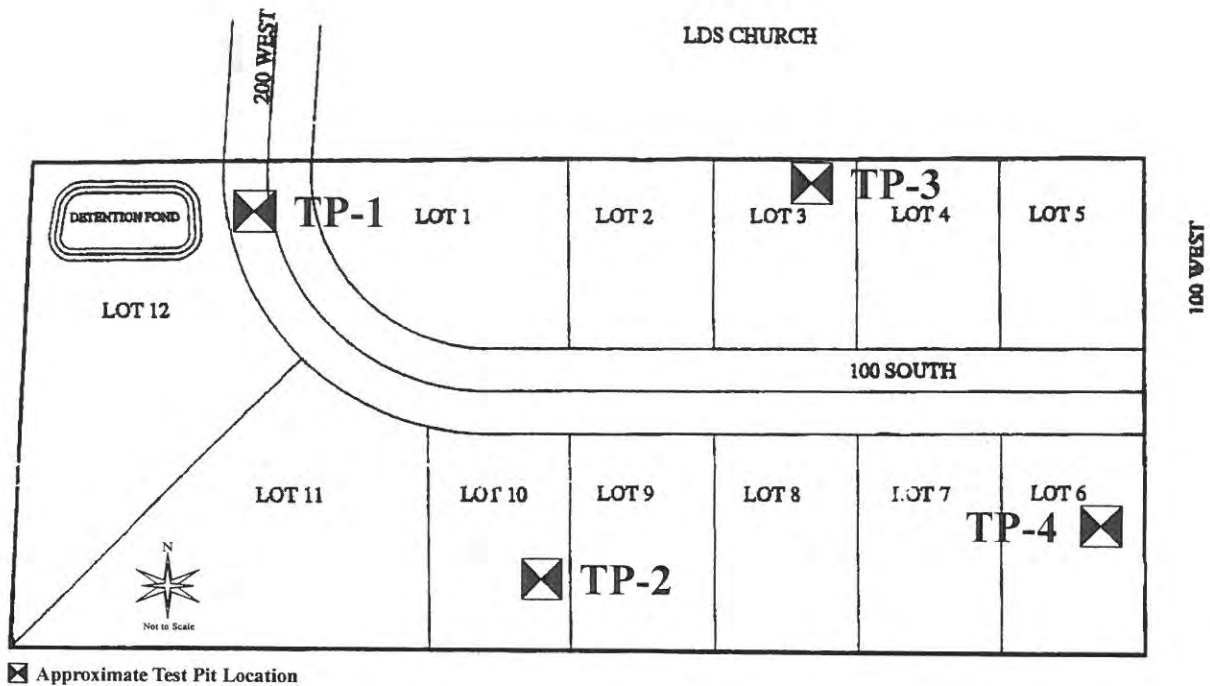 LDS CHURCH
200 WEST
DETENTION POND
TP-1
LOT 1
LOT 2
LOT 3
TP-3
LOT 4
LOT 5
100 WEST
LOT 12
100 SOUTH
LOT 11
LOT 10
LOT 9
LOT 8
LOT 7
LOT 6
TP-4
TP-2
N
Not to Scale
Approximate Test Pit Location